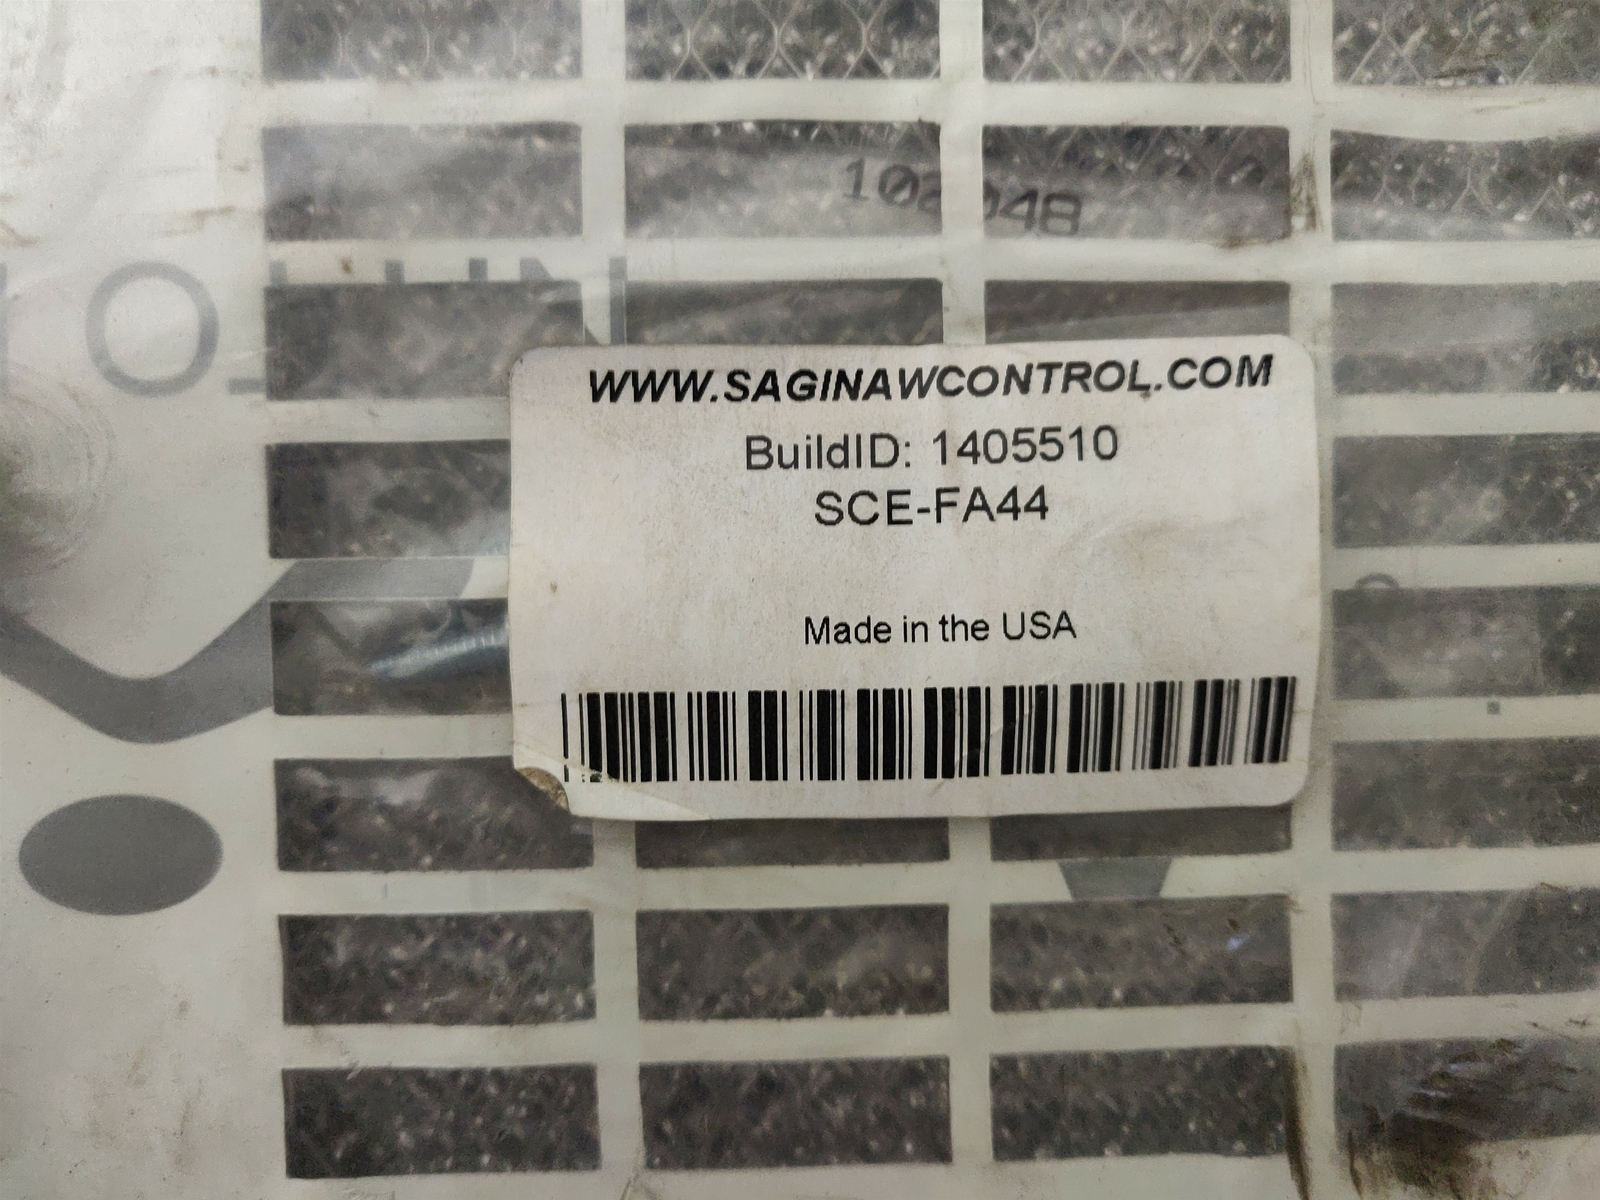 WWW.SAGINAWCONTROL.COM
BuildID: 1405510
SCE-FA44
Made in the USA